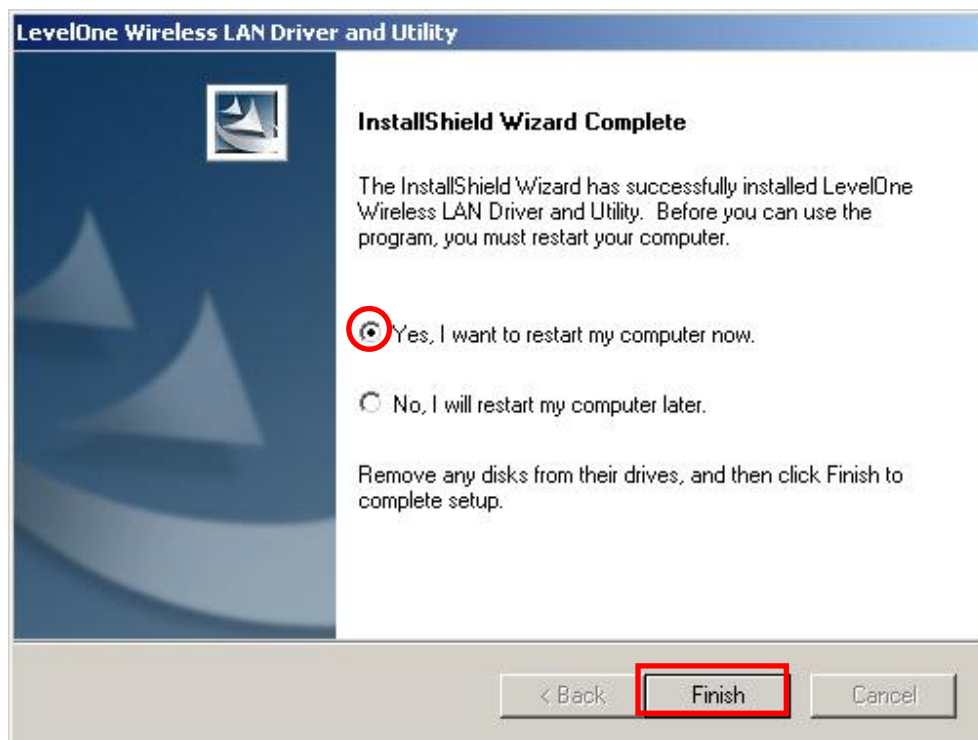 LevelOne Wireless LAN Driver and Utility
InstallShield Wizard Complete
The InstallShield Wizard has successfully installed LevelOne
Wireless LAN Driver and Utility.  Before you can use the
program, you must restart your computer.
Yes, I want to restart my computer now.
No, I will restart my computer later.
Remove any disks from their drives, and then click Finish to
complete setup.
< Back Finish Cancel